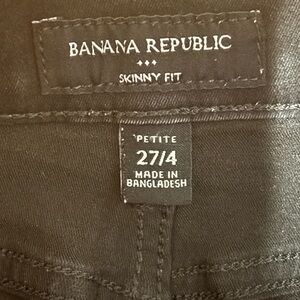 BANANA REPUBLIC
SKINNY FIT
PETITE
27/4
MADE IN
BANGLADESH